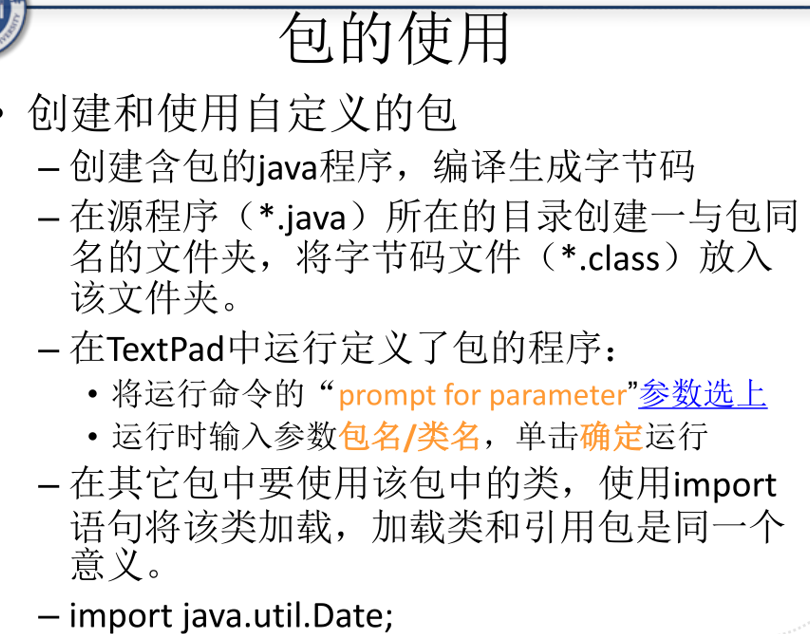 包的使用
• 创建和使用自定义的包
– 创建含包的java程序，编译生成字节码
– 在源程序（*.java）所在的目录创建一与包同
名的文件夹，将字节码文件（*.class）放入
该文件夹。
– 在TextPad中运行定义了包的程序：
• 将运行命令的“prompt for parameter”参数选上
• 运行时输入参数包名/类名，单击确定运行
– 在其它包中要使用该包中的类，使用import
语句将该类加载，加载类和引用包是同一个
意义。
– import java.util.Date;